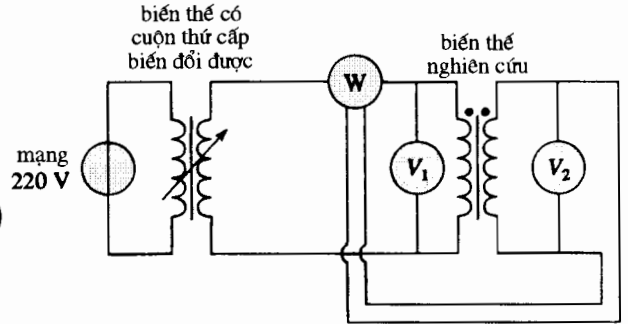 biến thế có
cuộn thứ cấp
biến đổi được
biến thế
nghiên cứu
W
mạng
220 V
V₁
V₂